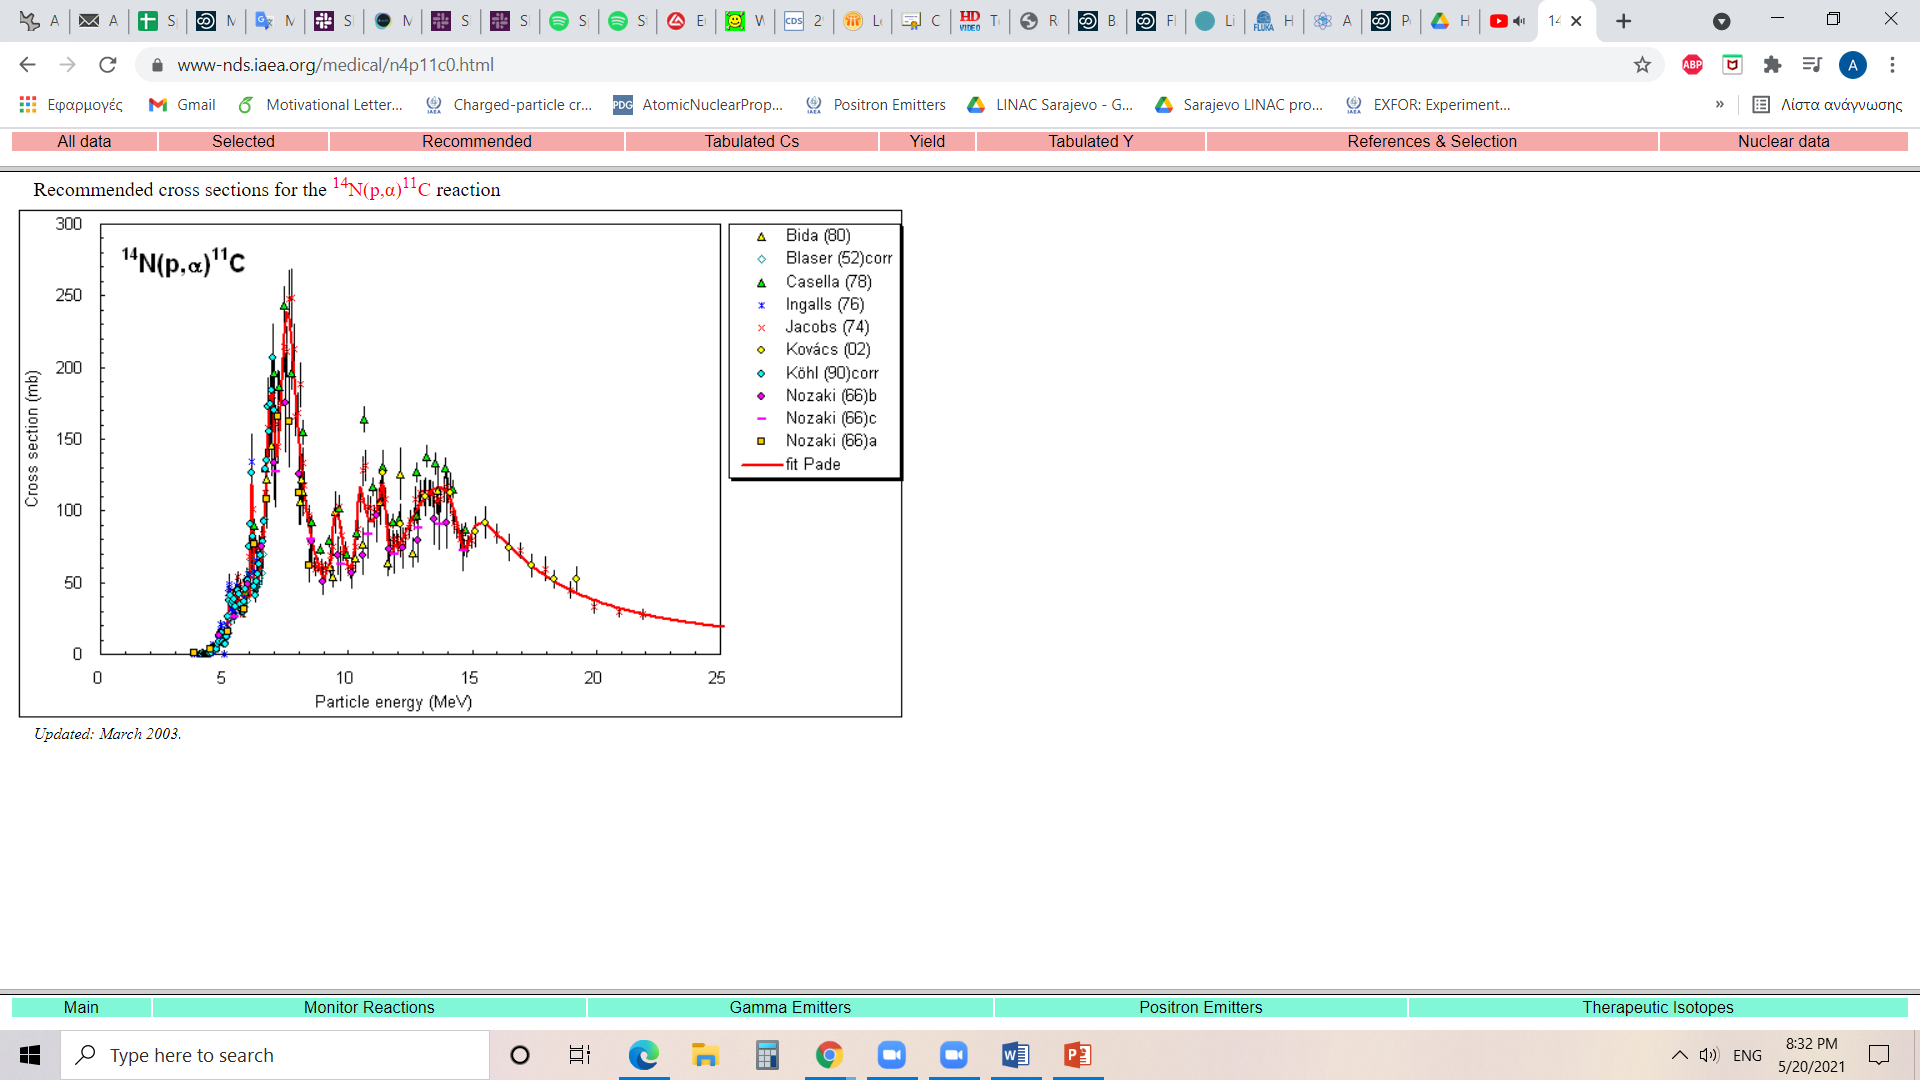 www-nds.iaea.org/medical/n4p11c0.html
Εφαρμογές Gmail Motivational Letter... Charged-particle cr... PDG AtomicNuclearProp... Positron Emitters LINAC Sarajevo - G... Sarajevo LINAC pro... EXFOR: Experiment... » Λίστα ανάγνωσης
All data Selected Recommended Tabulated Cs Yield Tabulated Y References & Selection Nuclear data
Recommended cross sections for the ¹⁴N(p,α)¹¹C reaction
¹⁴N(p,α)¹¹C
Cross section (mb)
300
250
200
150
100
50
0
0 5 10 15 20 25
Particle energy (MeV)
Bida (80)
Blaser (52)corr
Casella (78)
Ingalls (76)
Jacobs (74)
Kovács (02)
Köhl (90)corr
Nozaki (66)b
Nozaki (66)c
Nozaki (66)a
fit Pade
Updated: March 2003.
Main Monitor Reactions Gamma Emitters Positron Emitters Therapeutic Isotopes
Type here to search
ENG
8:32 PM
5/20/2021